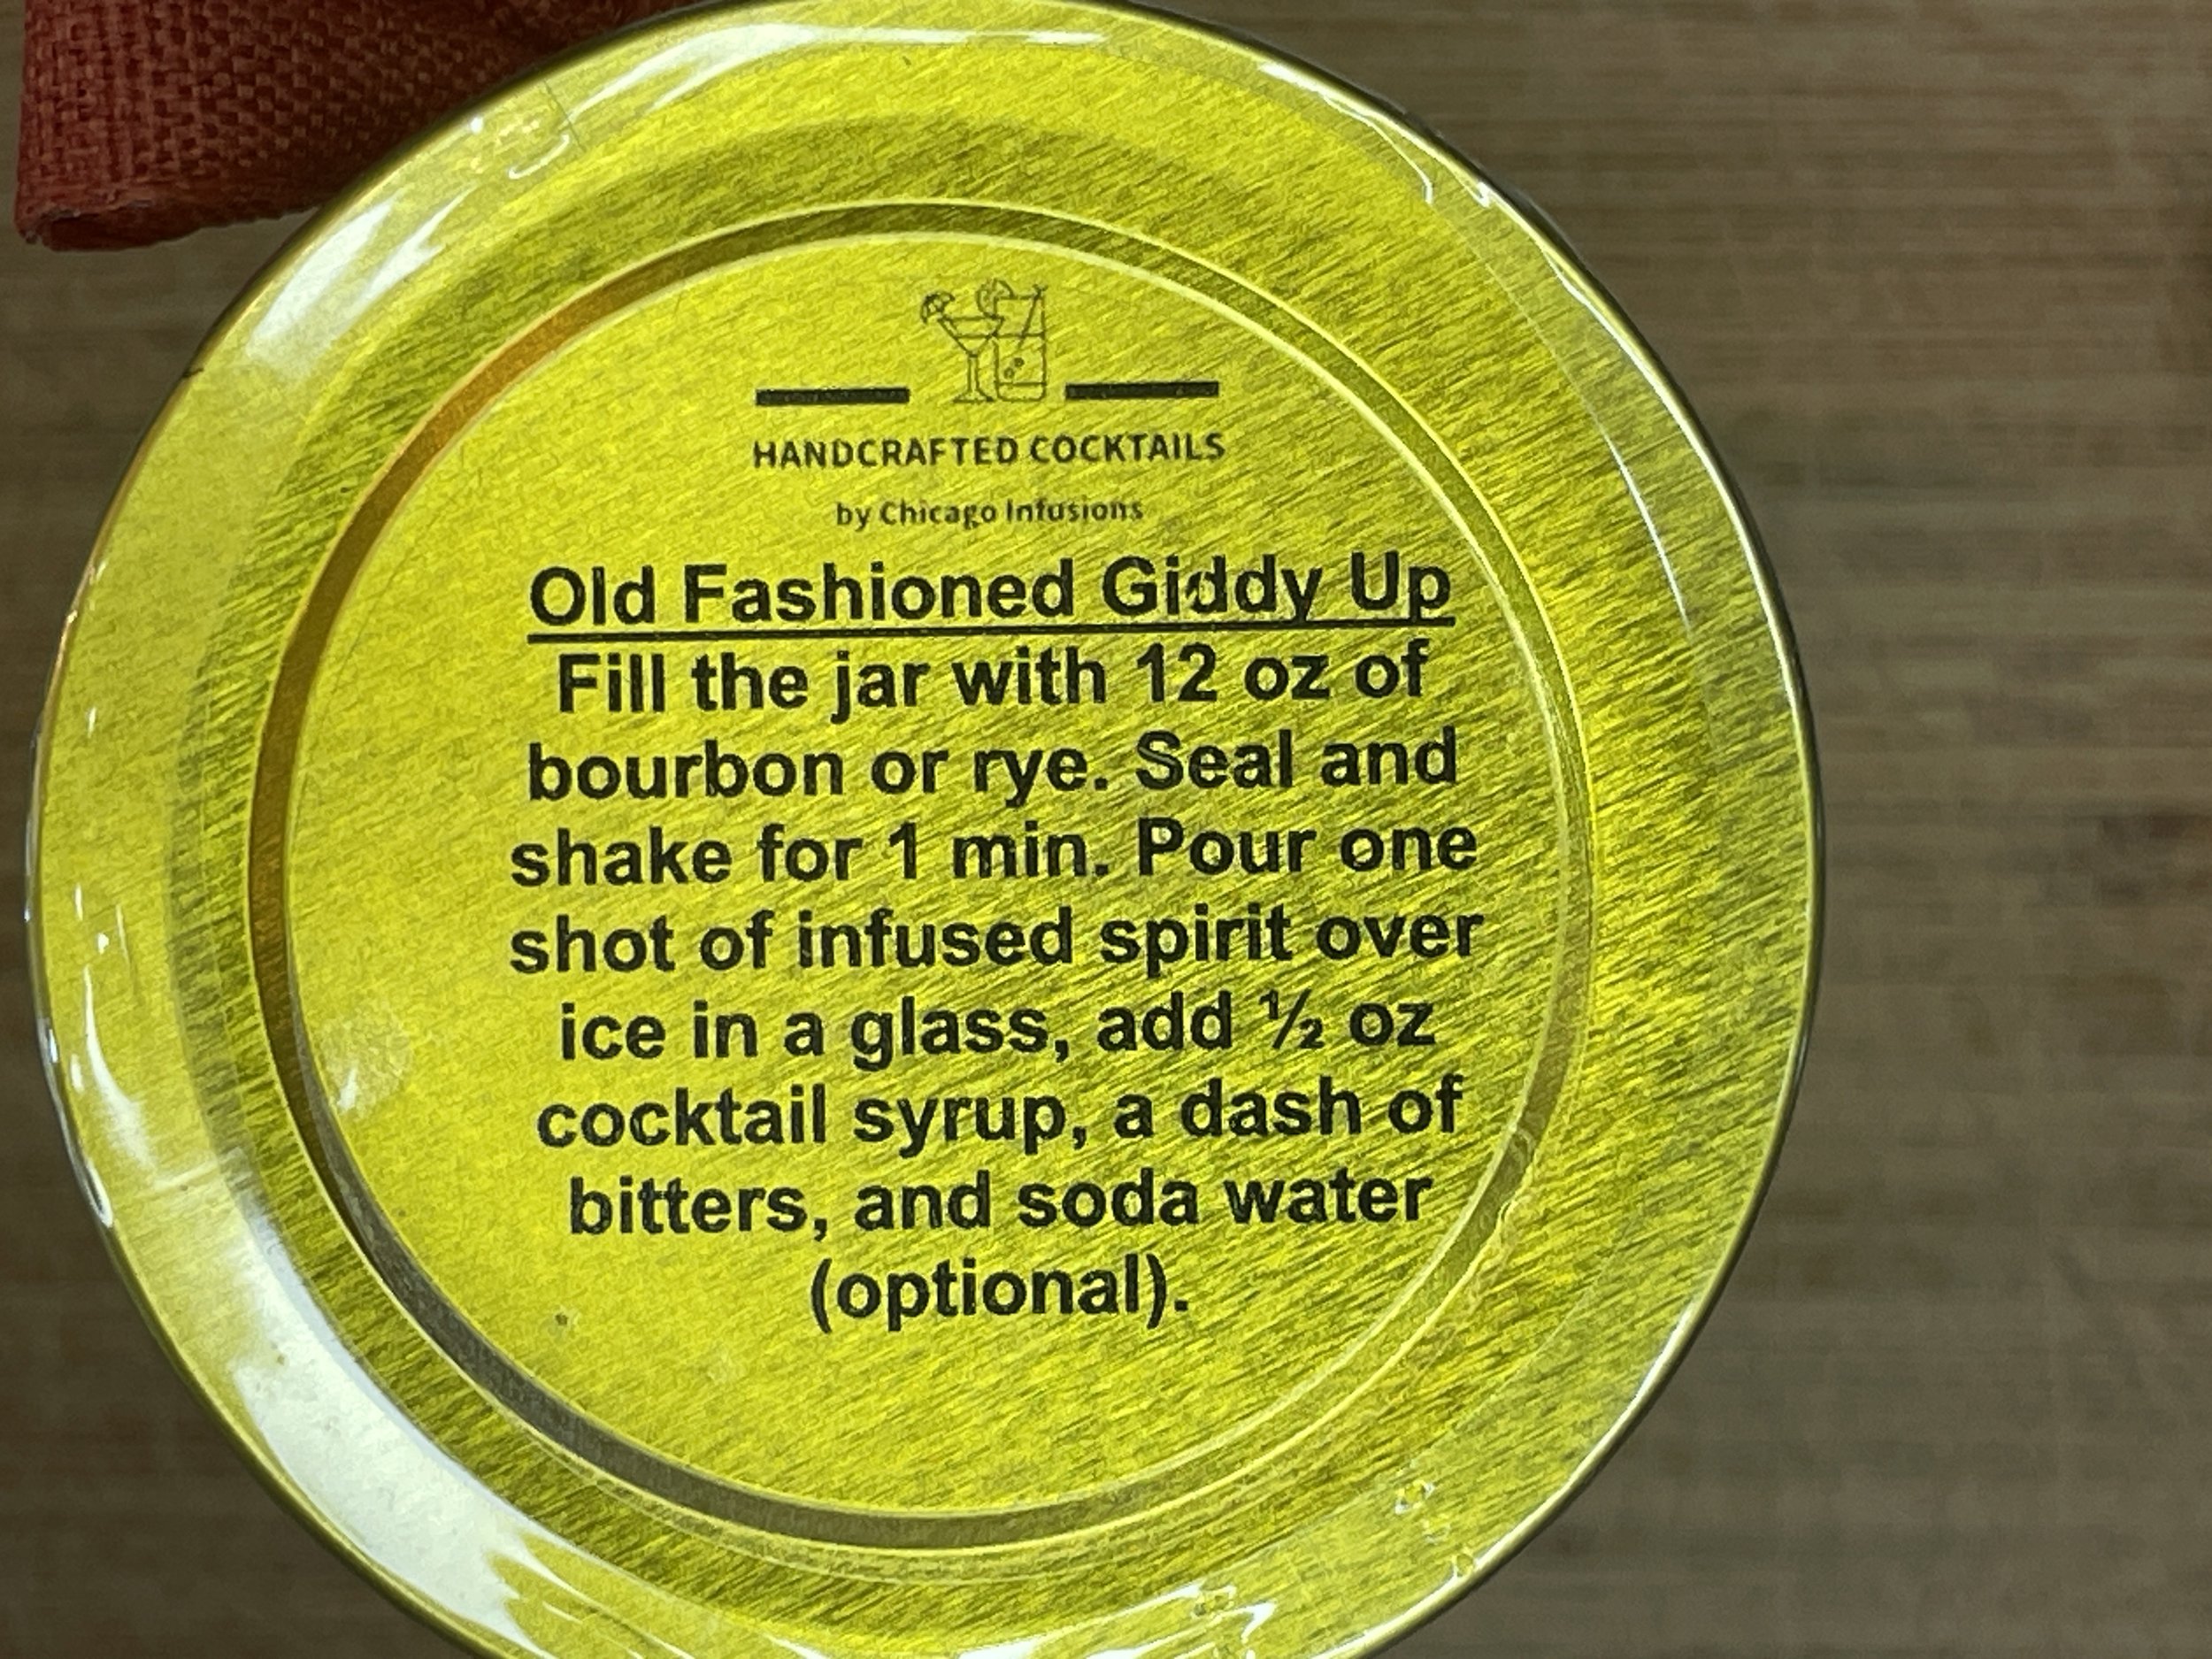 HANDCRAFTED COCKTAILS
by Chicago Infusions
Old Fashioned Giddy Up
Fill the jar with 12 oz of
bourbon or rye. Seal and
shake for 1 min. Pour one
shot of infused spirit over
ice in a glass, add ½ oz
cocktail syrup, a dash of
bitters, and soda water
(optional).